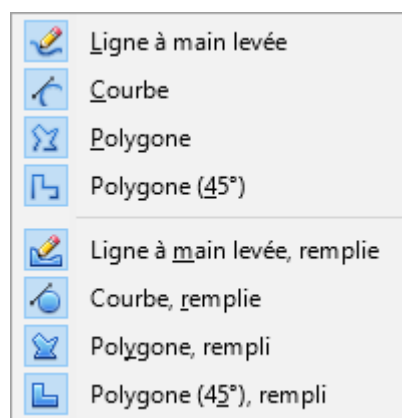 Ligne à main levée
Courbe
Polygone
Polygone (45°)
Ligne à main levée, remplie
Courbe, remplie
Polygone, rempli
Polygone (45°), rempli